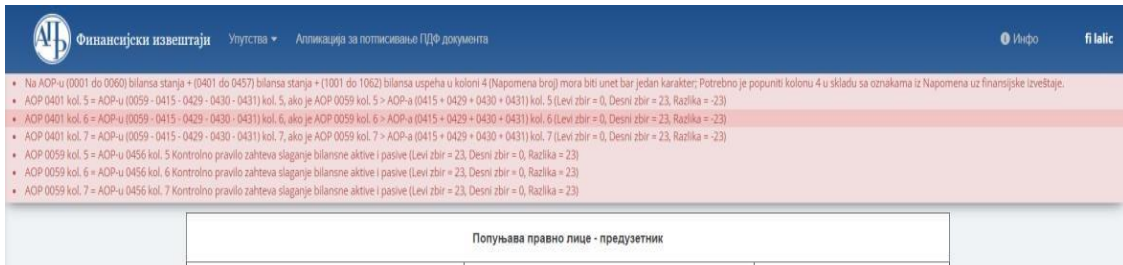 АПР Финансијски извештаји Упутства Апликација за потписивање ПДФ документа Инфо fi lalic
Na AOP-u (0001 do 0060) bilansa stanja + (0401 do 0457) bilansa stanja + (1001 do 1062) bilansa uspeha u koloni 4 (Napomena broj) mora biti unet bar jedan karakter; Potrebno je popuniti kolonu 4 u skladu sa oznakama iz Napomena uz finansijske izveštaje.
AOP 0401 kol. 5 = AOP-u (0059 - 0415 - 0429 - 0430 - 0431) kol. 5, ako je AOP 0059 kol. 5 > AOP-a (0415 + 0429 + 0430 + 0431) kol. 5 (Levi zbir = 0, Desni zbir = 23, Razlika = -23)
AOP 0401 kol. 6 = AOP-u (0059 - 0415 - 0429 - 0430 - 0431) kol. 6, ako je AOP 0059 kol. 6 > AOP-a (0415 + 0429 + 0430 + 0431) kol. 6 (Levi zbir = 0, Desni zbir = 23, Razlika = -23)
AOP 0401 kol. 7 = AOP-u (0059 - 0415 - 0429 - 0430 - 0431) kol. 7, ako je AOP 0059 kol. 7 > AOP-a (0415 + 0429 + 0430 + 0431) kol. 7 (Levi zbir = 0, Desni zbir = 23, Razlika = -23)
AOP 0059 kol. 5 = AOP-u 0456 kol. 5 Kontrolno pravilo zahteva slaganje bilansne aktive i pasive (Levi zbir = 23, Desni zbir = 0, Razlika = 23)
AOP 0059 kol. 6 = AOP-u 0456 kol. 6 Kontrolno pravilo zahteva slaganje bilansne aktive i pasive (Levi zbir = 23, Desni zbir = 0, Razlika = 23)
AOP 0059 kol. 7 = AOP-u 0456 kol. 7 Kontrolno pravilo zahteva slaganje bilansne aktive i pasive (Levi zbir = 23, Desni zbir = 0, Razlika = 23)
Попуњава правно лице - предузетник